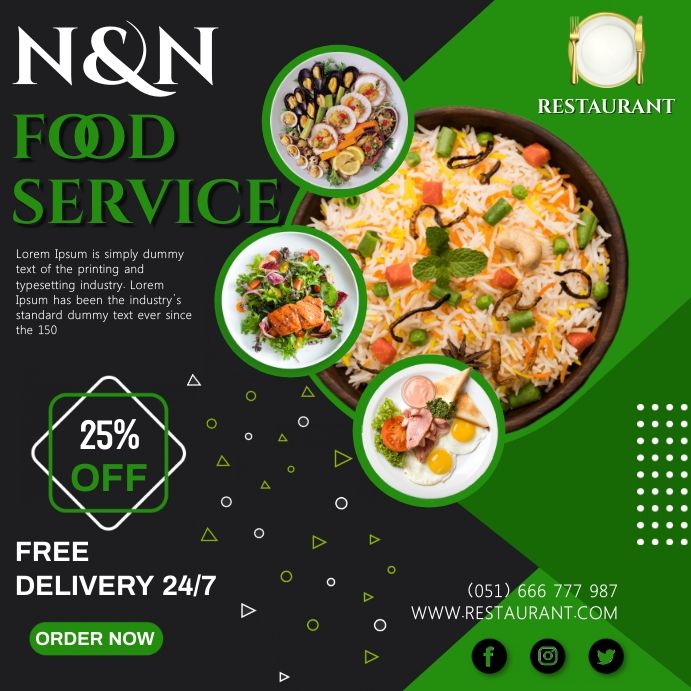 N&N
FOOD
SERVICE
RESTAURANT
Lorem Ipsum is simply dummy
text of the printing and
typesetting industry. Lorem
Ipsum has been the industry's
standard dummy text ever since
the 150
25%
OFF
FREE
DELIVERY 24/7
ORDER NOW
(051) 666 777 987
WWW.RESTAURANT.COM